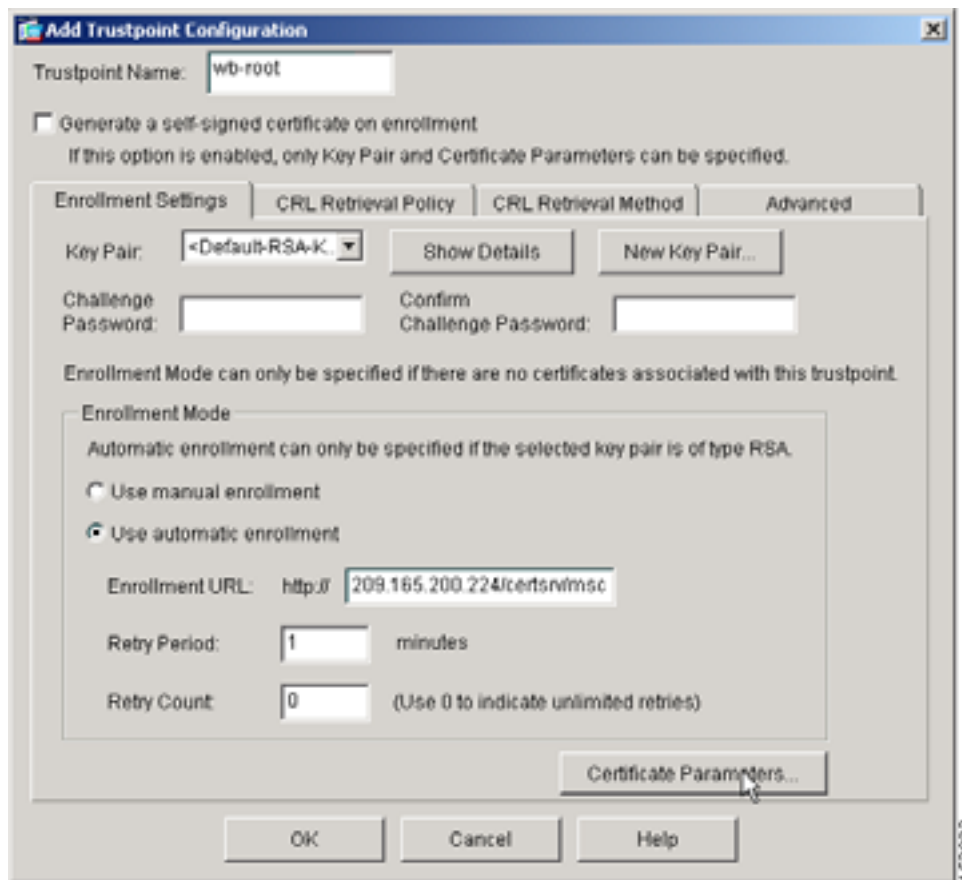 Add Trustpoint Configuration
Trustpoint Name: wb-root
Generate a self-signed certificate on enrollment
If this option is enabled, only Key Pair and Certificate Parameters can be specified.
Enrollment Settings CRL Retrieval Policy CRL Retrieval Method Advanced
Key Pair: <Default-RSA-K.. Show Details New Key Pair...
Challenge Password: Confirm Challenge Password:
Enrollment Mode can only be specified if there are no certificates associated with this trustpoint.
Enrollment Mode
Automatic enrollment can only be specified if the selected key pair is of type RSA.
Use manual enrollment
Use automatic enrollment
Enrollment URL: http:// 209.165.200.224/certsrv/msc
Retry Period: 1 minutes
Retry Count: 0 (Use 0 to indicate unlimited retries)
Certificate Parameters...
OK Cancel Help